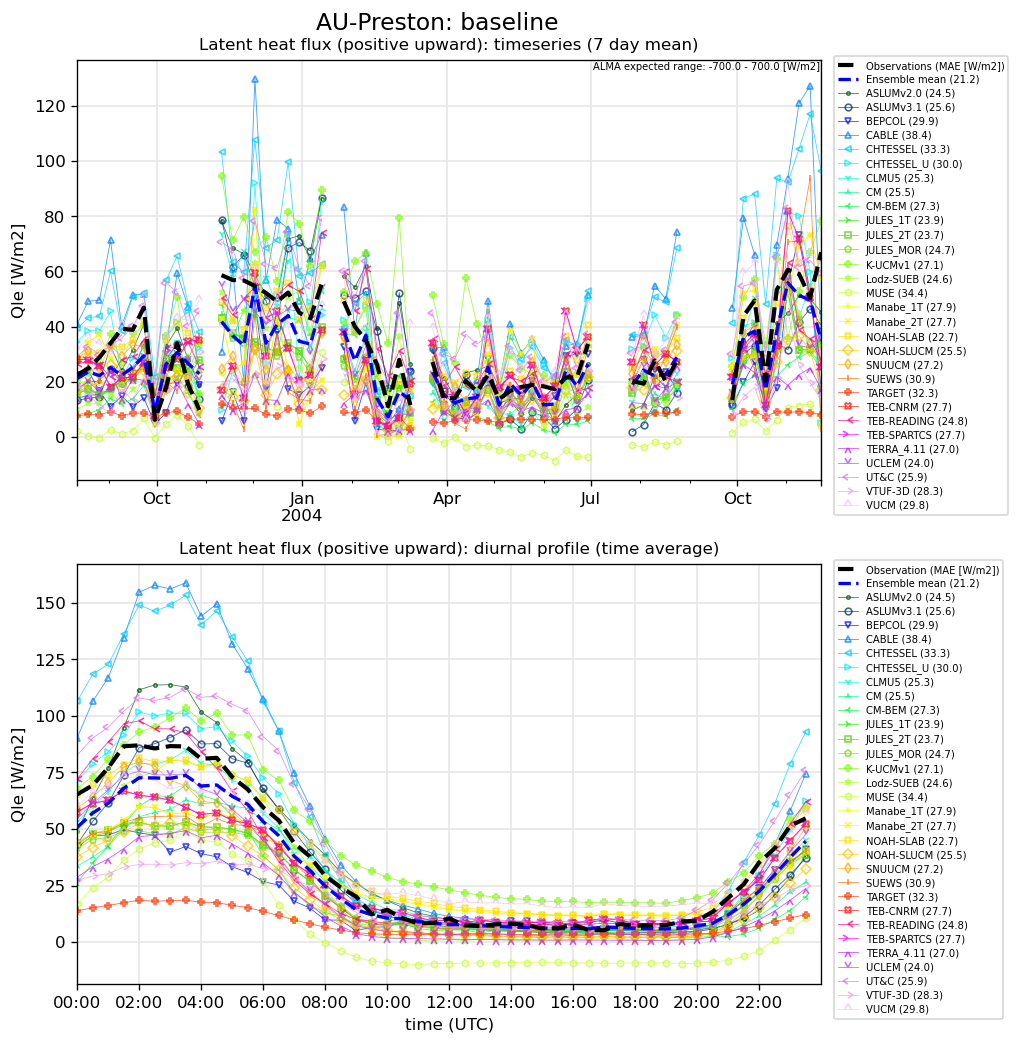 AU-Preston: baseline
Latent heat flux (positive upward): timeseries (7 day mean)
ALMA expected range: -700.0 - 700.0 [W/m2]
Qle [W/m2]
120
100
80
60
40
20
0
Oct
Jan
2004
Apr
Jul
Oct
Observations (MAE [W/m2])
Ensemble mean (21.2)
ASLUMv2.0 (24.5)
ASLUMv3.1 (25.6)
BEPCOL (29.9)
CABLE (38.4)
CHTESSEL (33.3)
CHTESSEL_U (30.0)
CLMU5 (25.3)
CM (25.5)
CM-BEM (27.3)
JULES_1T (23.9)
JULES_2T (23.7)
JULES_MOR (24.7)
K-UCMv1 (27.1)
Lodz-SUEB (24.6)
MUSE (34.4)
Manabe_1T (27.9)
Manabe_2T (27.7)
NOAH-SLAB (22.7)
NOAH-SLUCM (25.5)
SNUUCM (27.2)
SUEWS (30.9)
TARGET (32.3)
TEB-CNRM (27.7)
TEB-READING (24.8)
TEB-SPARTCS (27.7)
TERRA_4.11 (27.0)
UCLEM (24.0)
UT&C (25.9)
VTUF-3D (28.3)
VUCM (29.8)
Latent heat flux (positive upward): diurnal profile (time average)
Qle [W/m2]
150
125
100
75
50
25
0
00:00
02:00
04:00
06:00
08:00
10:00
12:00
14:00
16:00
18:00
20:00
22:00
time (UTC)
Observation (MAE [W/m2])
Ensemble mean (21.2)
ASLUMv2.0 (24.5)
ASLUMv3.1 (25.6)
BEPCOL (29.9)
CABLE (38.4)
CHTESSEL (33.3)
CHTESSEL_U (30.0)
CLMU5 (25.3)
CM (25.5)
CM-BEM (27.3)
JULES_1T (23.9)
JULES_2T (23.7)
JULES_MOR (24.7)
K-UCMv1 (27.1)
Lodz-SUEB (24.6)
MUSE (34.4)
Manabe_1T (27.9)
Manabe_2T (27.7)
NOAH-SLAB (22.7)
NOAH-SLUCM (25.5)
SNUUCM (27.2)
SUEWS (30.9)
TARGET (32.3)
TEB-CNRM (27.7)
TEB-READING (24.8)
TEB-SPARTCS (27.7)
TERRA_4.11 (27.0)
UCLEM (24.0)
UT&C (25.9)
VTUF-3D (28.3)
VUCM (29.8)